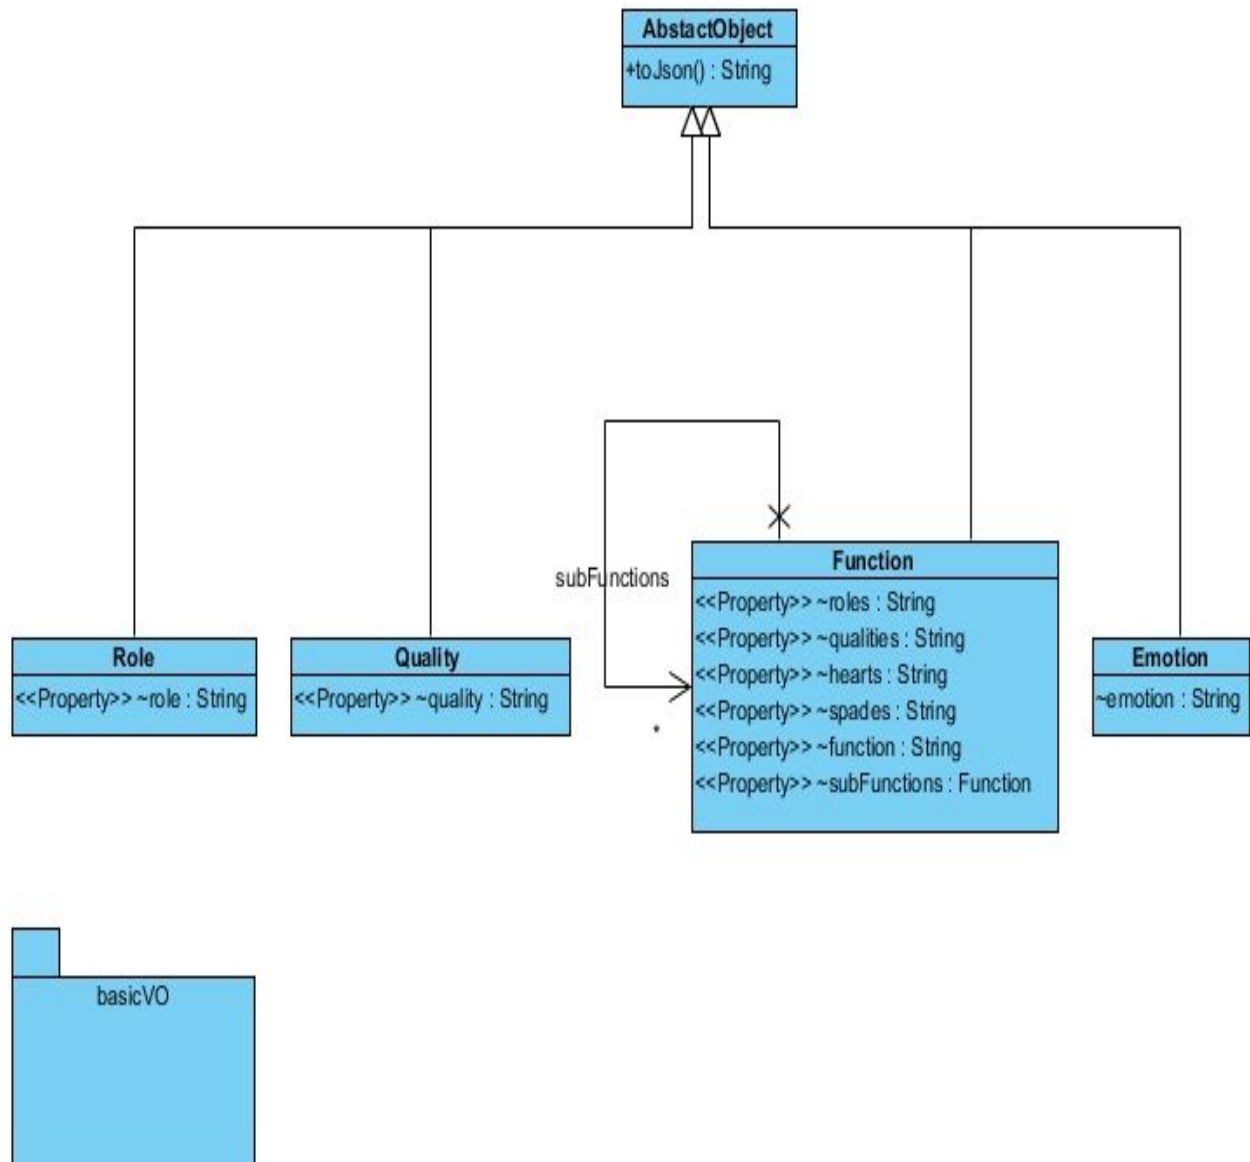 AbstactObject
+toJson() : String
subFunctions
*
Function
<<Property>> ~roles : String
<<Property>> ~qualities : String
<<Property>> ~hearts : String
<<Property>> ~spades : String
<<Property>> ~function : String
<<Property>> ~subFunctions : Function
Role
<<Property>> ~role : String
Quality
<<Property>> ~quality : String
Emotion
~emotion : String
basicVO